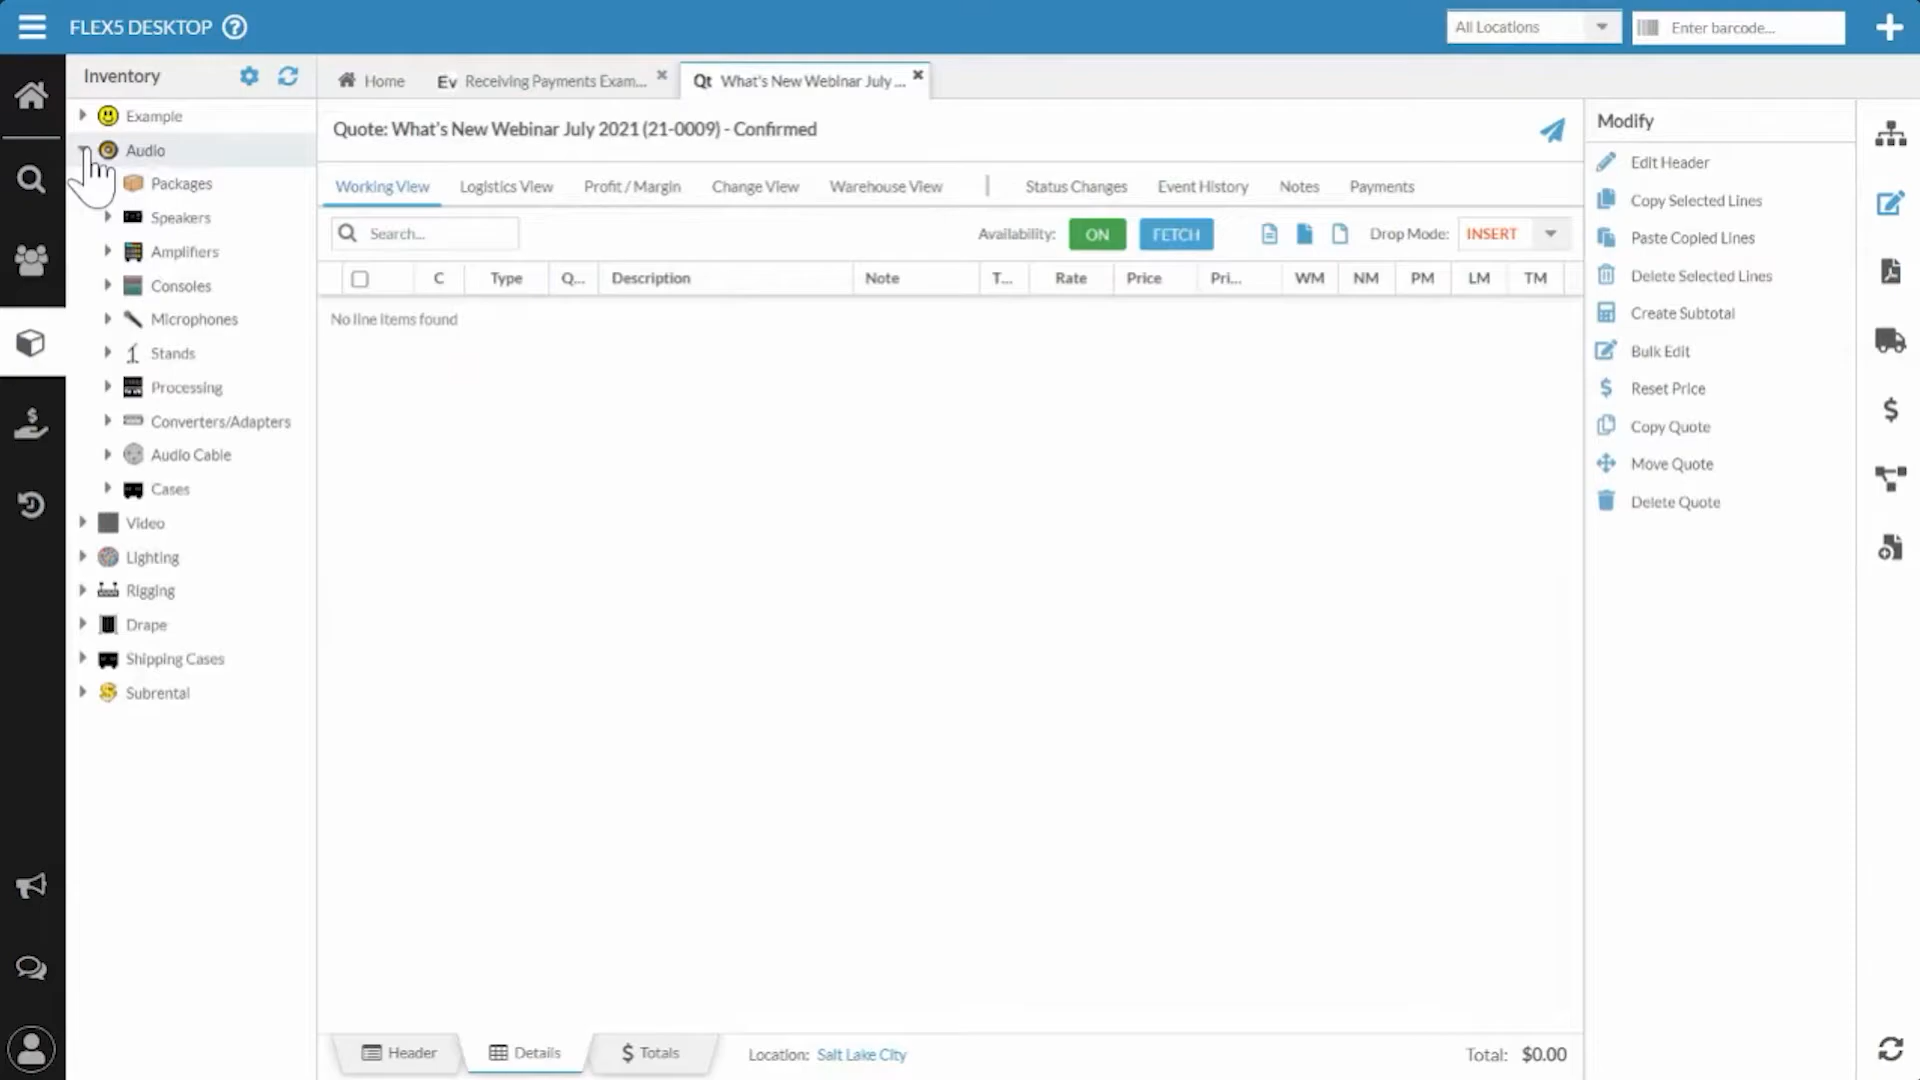 FLEX5 DESKTOP ?
All Locations
Enter barcode...
Inventory
Home
Ev Receiving Payments Exam...
Qt What's New Webinar July ...
Example
Audio
Packages
Speakers
Amplifiers
Consoles
Microphones
Stands
Processing
Converters/Adapters
Audio Cable
Cases
Video
Lighting
Rigging
Drape
Shipping Cases
Subrental
Quote: What's New Webinar July 2021 (21-0009) - Confirmed
Working View Logistics View Profit / Margin Change View Warehouse View | Status Changes Event History Notes Payments
Search... Availability: ON FETCH Drop Mode: INSERT
C Type Q... Description Note T... Rate Price Pri... WM NM PM LM TM
No line items found
Header Details $ Totals Location: Salt Lake City Total: $0.00
Modify
Edit Header
Copy Selected Lines
Paste Copied Lines
Delete Selected Lines
Create Subtotal
Bulk Edit
$ Reset Price
Copy Quote
Move Quote
Delete Quote